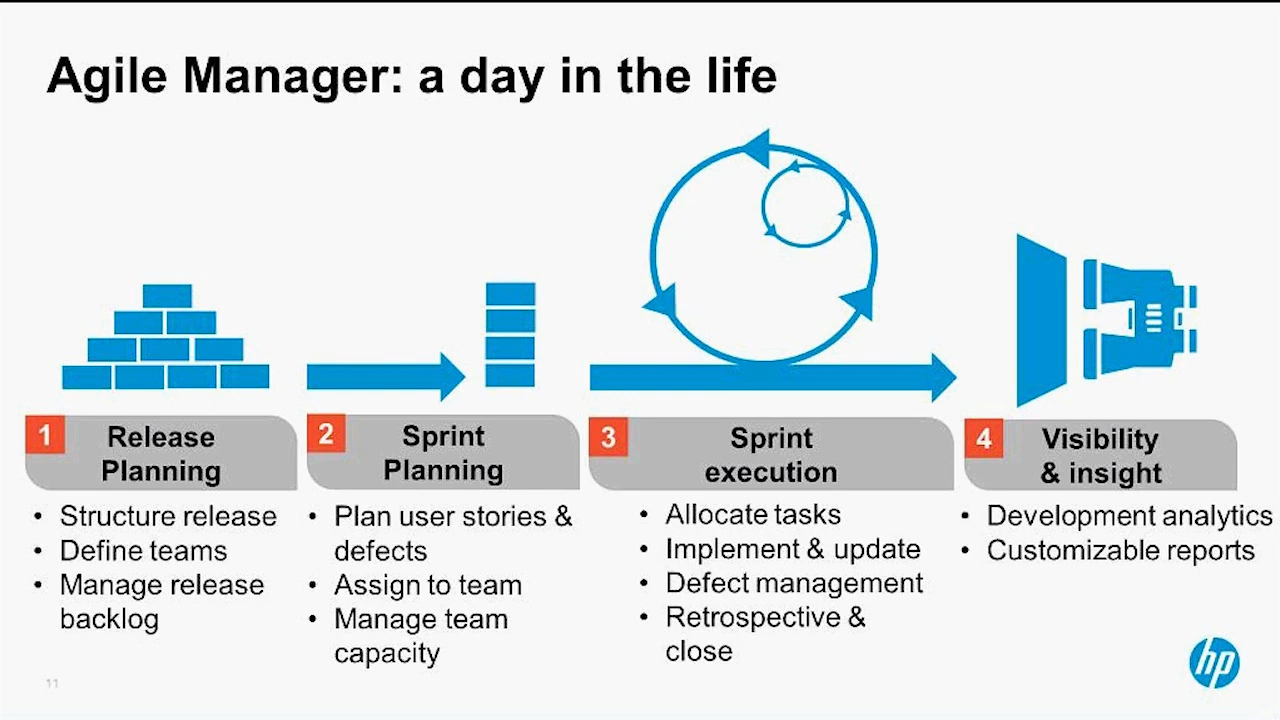 Agile Manager: a day in the life
1
Release
Planning
• Structure release
• Define teams
• Manage release
backlog
2
Sprint
Planning
• Plan user stories &
defects
• Assign to team
• Manage team
capacity
3
Sprint
execution
• Allocate tasks
• Implement & update
• Defect management
• Retrospective &
close
4
Visibility
& insight
• Development analytics
• Customizable reports
hp
11